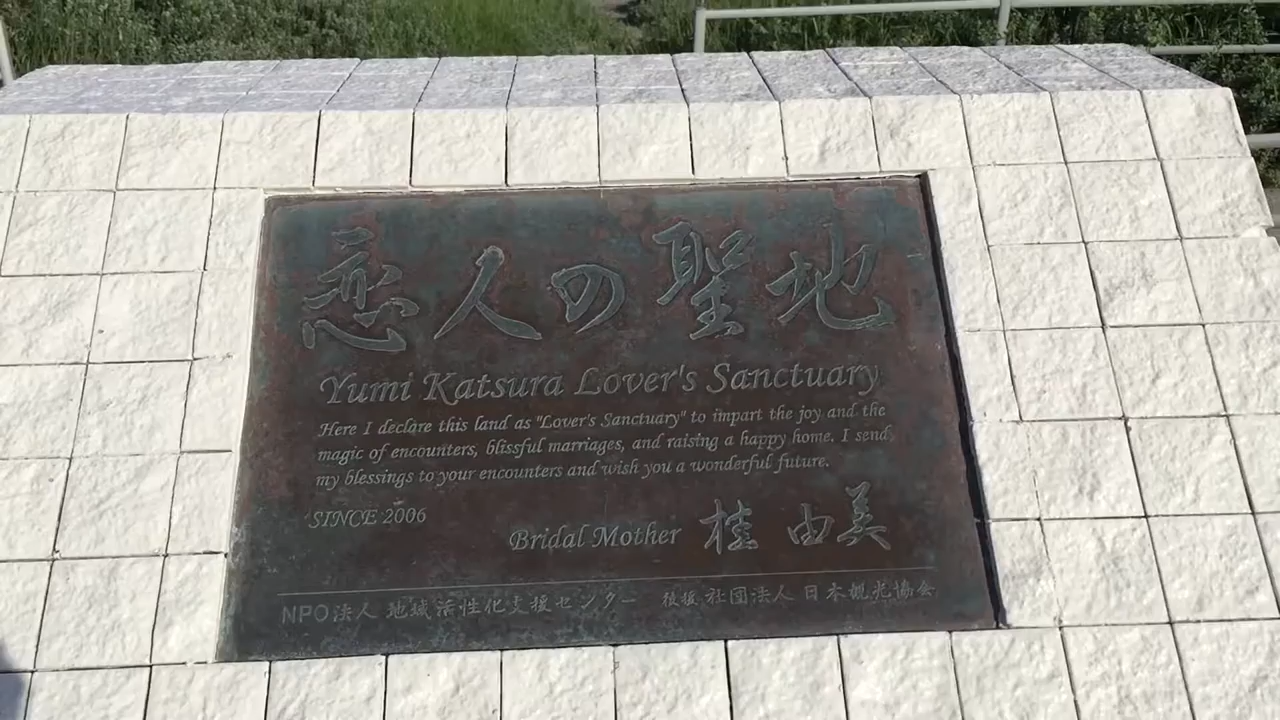 恋人の聖地
Yumi Katsura Lover's Sanctuary
Here I declare this land as "Lover's Sanctuary" to impart the joy and the
magic of encounters, blissful marriages, and raising a happy home. I send
my blessings to your encounters and wish you a wonderful future.
SINCE 2006
Bridal Mother 桂 由美
NPO法人 地域活性化支援センター 後援 社団法人 日本観光協会